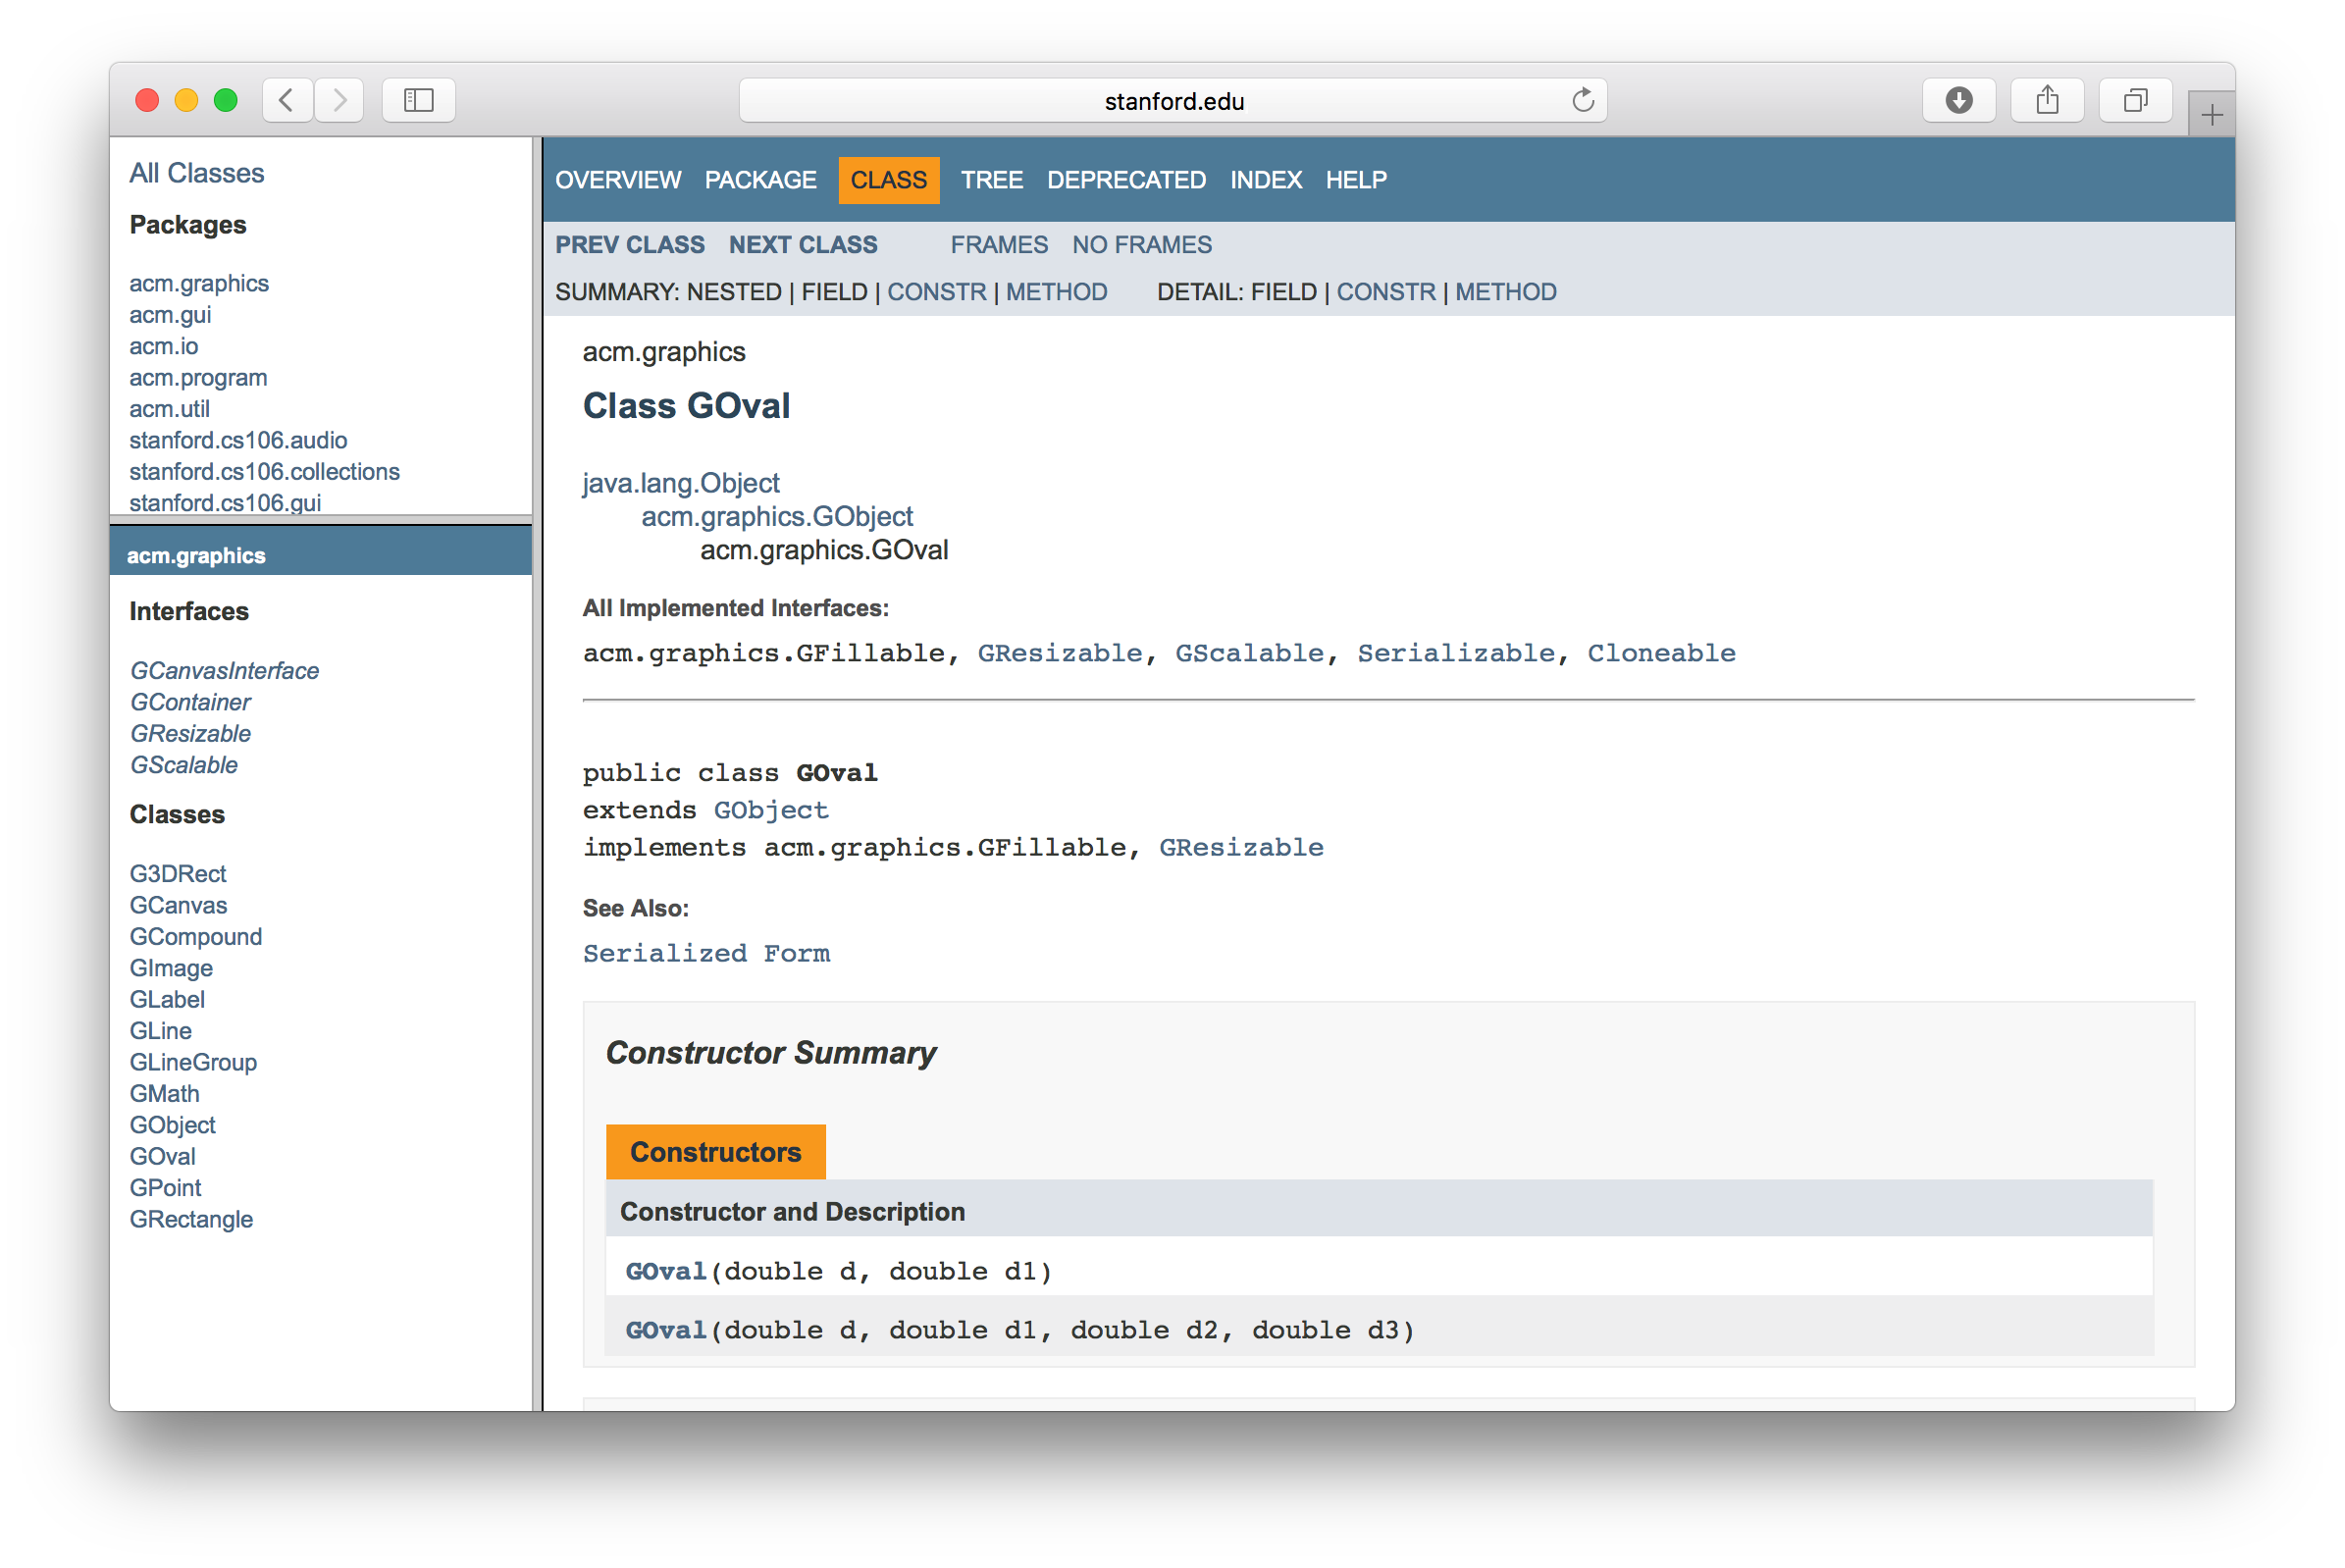 stanford.edu
All Classes
Packages
acm.graphics
acm.gui
acm.io
acm.program
acm.util
stanford.cs106.audio
stanford.cs106.collections
stanford.cs106.gui
acm.graphics
Interfaces
GCanvasInterface
GContainer
GResizable
GScalable
Classes
G3DRect
GCanvas
GCompound
GImage
GLabel
GLine
GLineGroup
GMath
GObject
GOval
GPoint
GRectangle
OVERVIEW PACKAGE CLASS TREE DEPRECATED INDEX HELP
PREV CLASS NEXT CLASS FRAMES NO FRAMES
SUMMARY: NESTED | FIELD | CONSTR | METHOD DETAIL: FIELD | CONSTR | METHOD
acm.graphics
Class GOval
java.lang.Object
acm.graphics.GObject
acm.graphics.GOval
All Implemented Interfaces:
acm.graphics.GFillable, GResizable, GScalable, Serializable, Cloneable
public class GOval
extends GObject
implements acm.graphics.GFillable, GResizable
See Also:
Serialized Form
Constructor Summary
Constructors
Constructor and Description
GOval(double d, double d1)
GOval(double d, double d1, double d2, double d3)